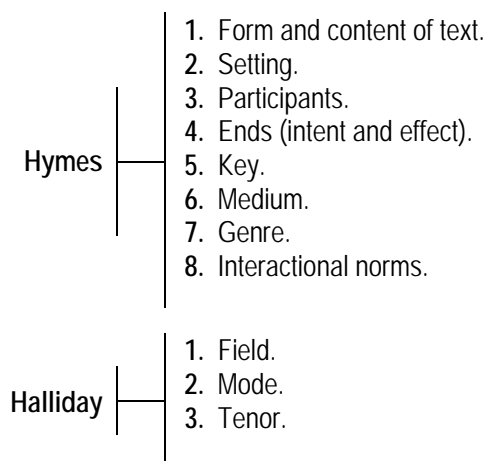 Hymes
1. Form and content of text.
2. Setting.
3. Participants.
4. Ends (intent and effect).
5. Key.
6. Medium.
7. Genre.
8. Interactional norms.
Halliday
1. Field.
2. Mode.
3. Tenor.